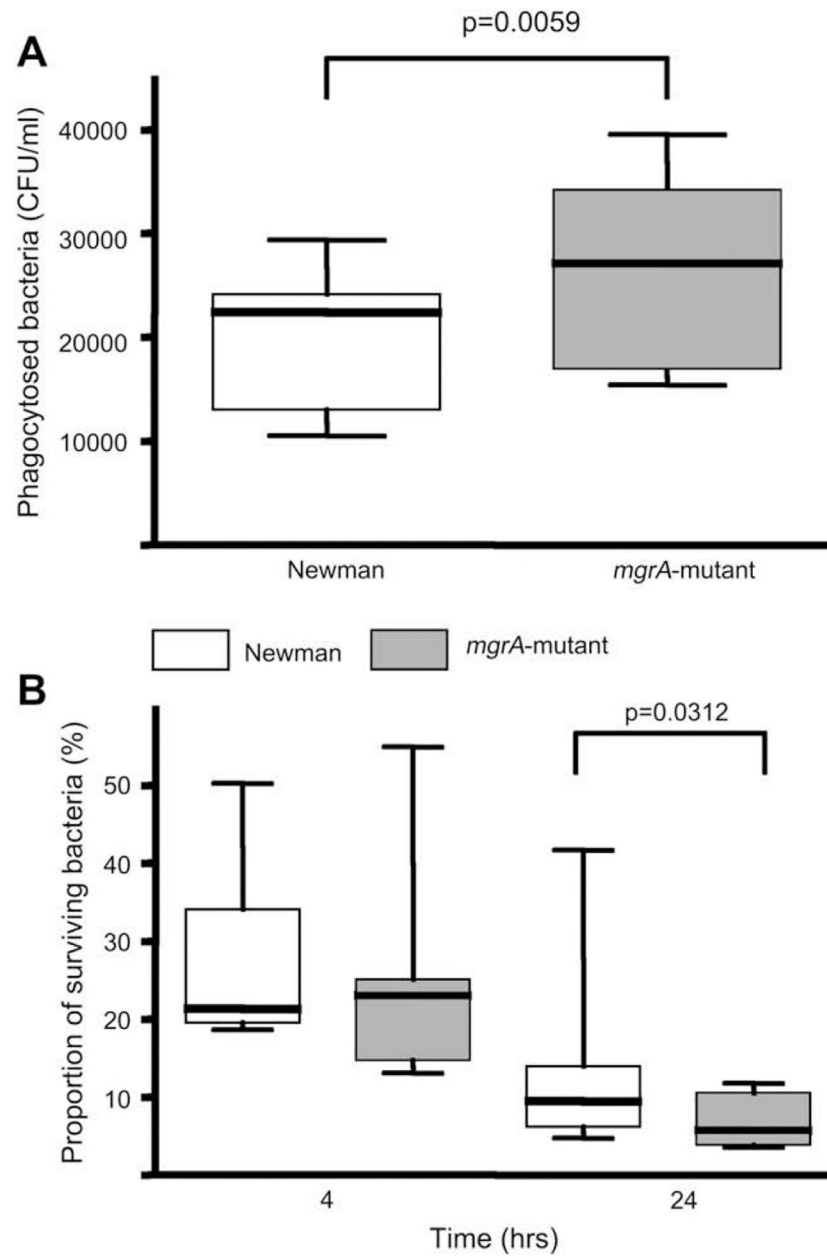 A
p=0.0059
Phagocytosed bacteria (CFU/ml)
40000
30000
20000
10000
Newman
mgrA-mutant
Newman
mgrA-mutant
B
p=0.0312
Proportion of surviving bacteria (%)
50
40
30
20
10
4
24
Time (hrs)